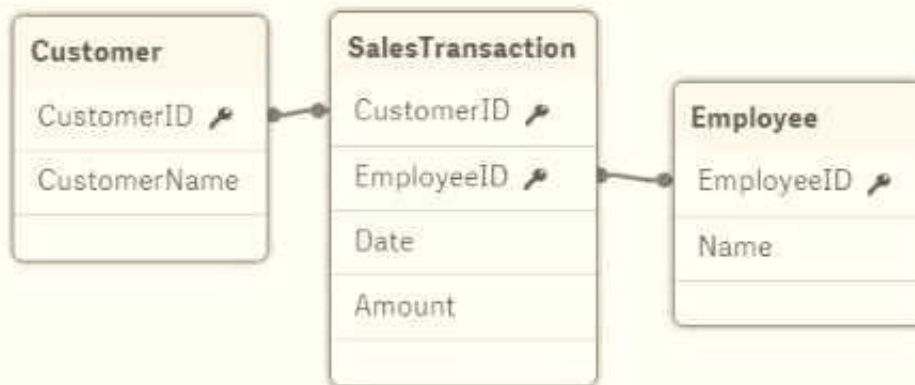 Customer
CustomerID
CustomerName
SalesTransaction
CustomerID
EmployeeID
Date
Amount
Employee
EmployeeID
Name